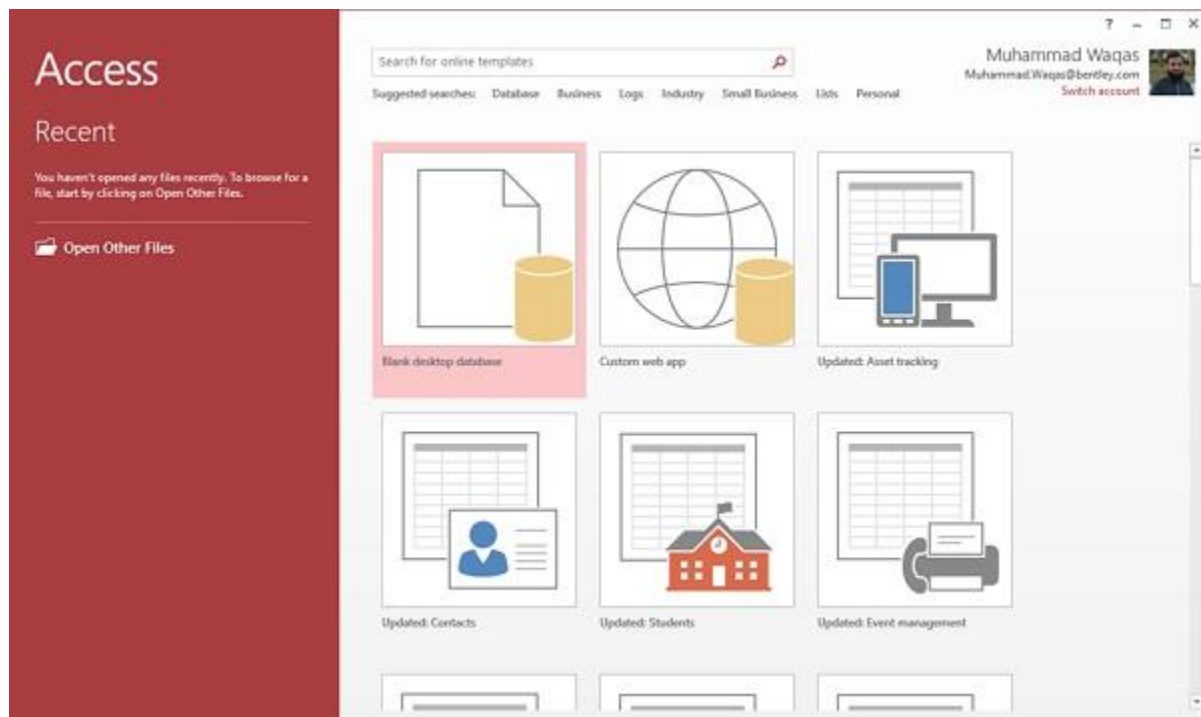 Access
Recent
You haven't opened any files recently. To browse for a
file, start by clicking on Open Other Files.
Open Other Files
?
Search for online templates
Suggested searches: Database Business Logs Industry Small Business Lists Personal
Muhammad Waqas
Muhammad.Waqas@bentley.com
Switch account
Blank desktop database
Custom web app
Updated: Asset tracking
Updated: Contacts
Updated: Students
Updated: Event management